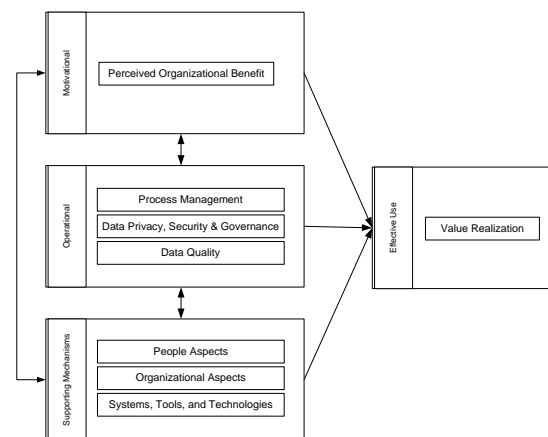 Motivational
Perceived Organizational Benefit
Operational
Process Management
Data Privacy, Security & Governance
Data Quality
Supporting Mechanisms
People Aspects
Organizational Aspects
Systems, Tools, and Technologies
Effective Use
Value Realization